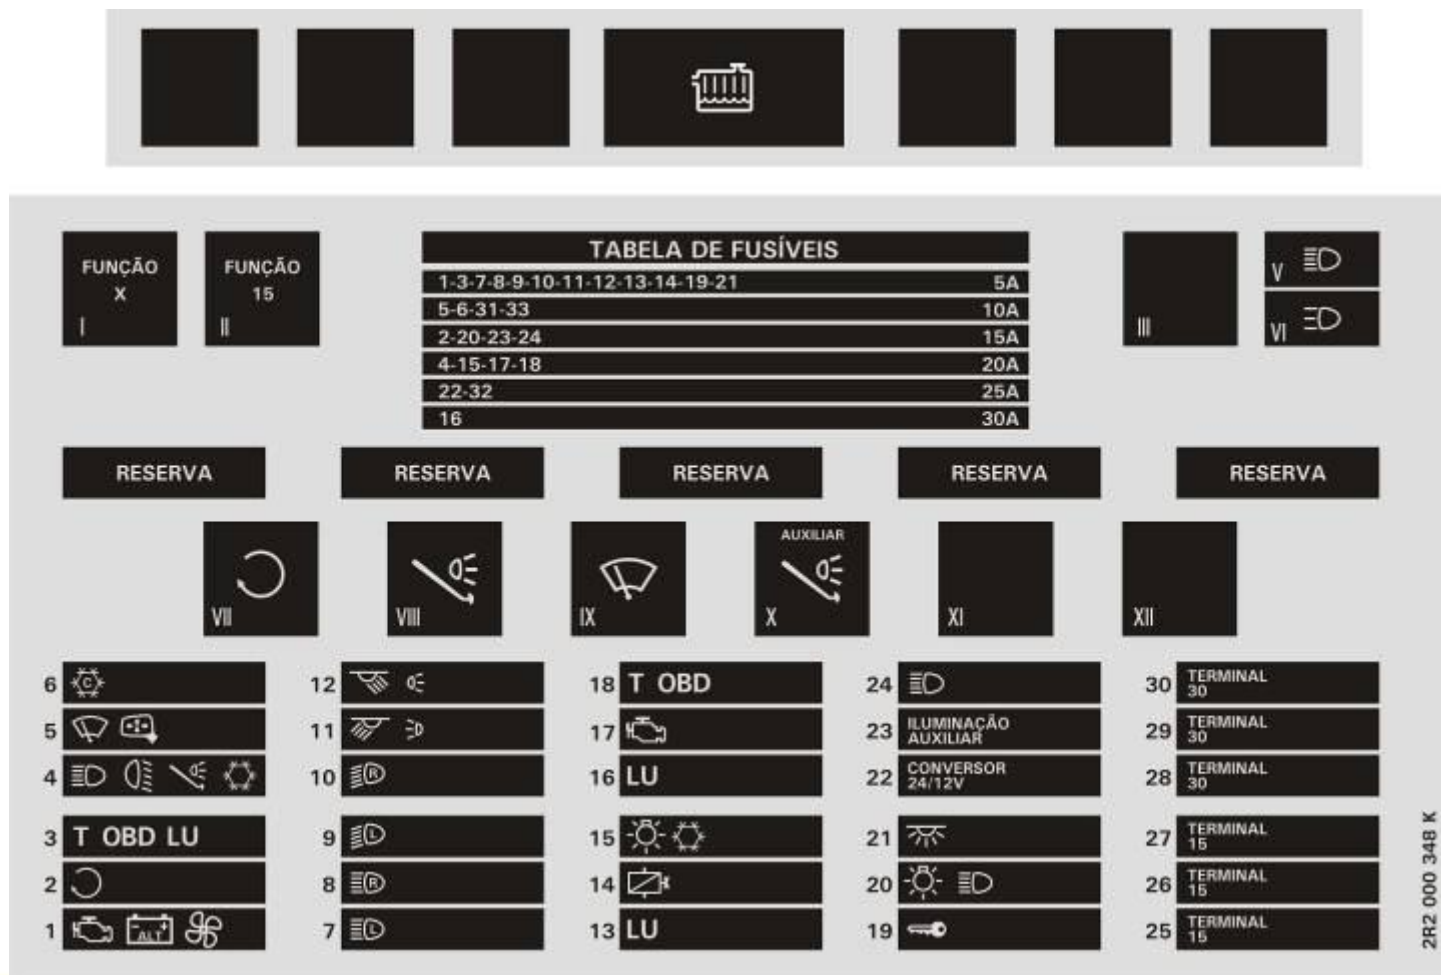 FUNÇÃO
X
I
FUNÇÃO
15
II
TABELA DE FUSÍVEIS
1-3-7-8-9-10-11-12-13-14-19-21 5A
5-6-31-33 10A
2-20-23-24 15A
4-15-17-18 20A
22-32 25A
16 30A
III
V
VI
RESERVA RESERVA RESERVA RESERVA RESERVA
VII
VIII
IX
AUXILIAR
X
XI
XII
6 C
5
4
3 T OBD LU
2
1 - + ALT
12
11
10 R
9 L
8 R
7 L
18 T OBD
17
16 LU
15
14
13 LU
24
23 ILUMINAÇÃO
AUXILIAR
22 CONVERSOR
24/12V
21
20
19
30 TERMINAL
30
29 TERMINAL
30
28 TERMINAL
30
27 TERMINAL
15
26 TERMINAL
15
25 TERMINAL
15
2R2 000 348 K